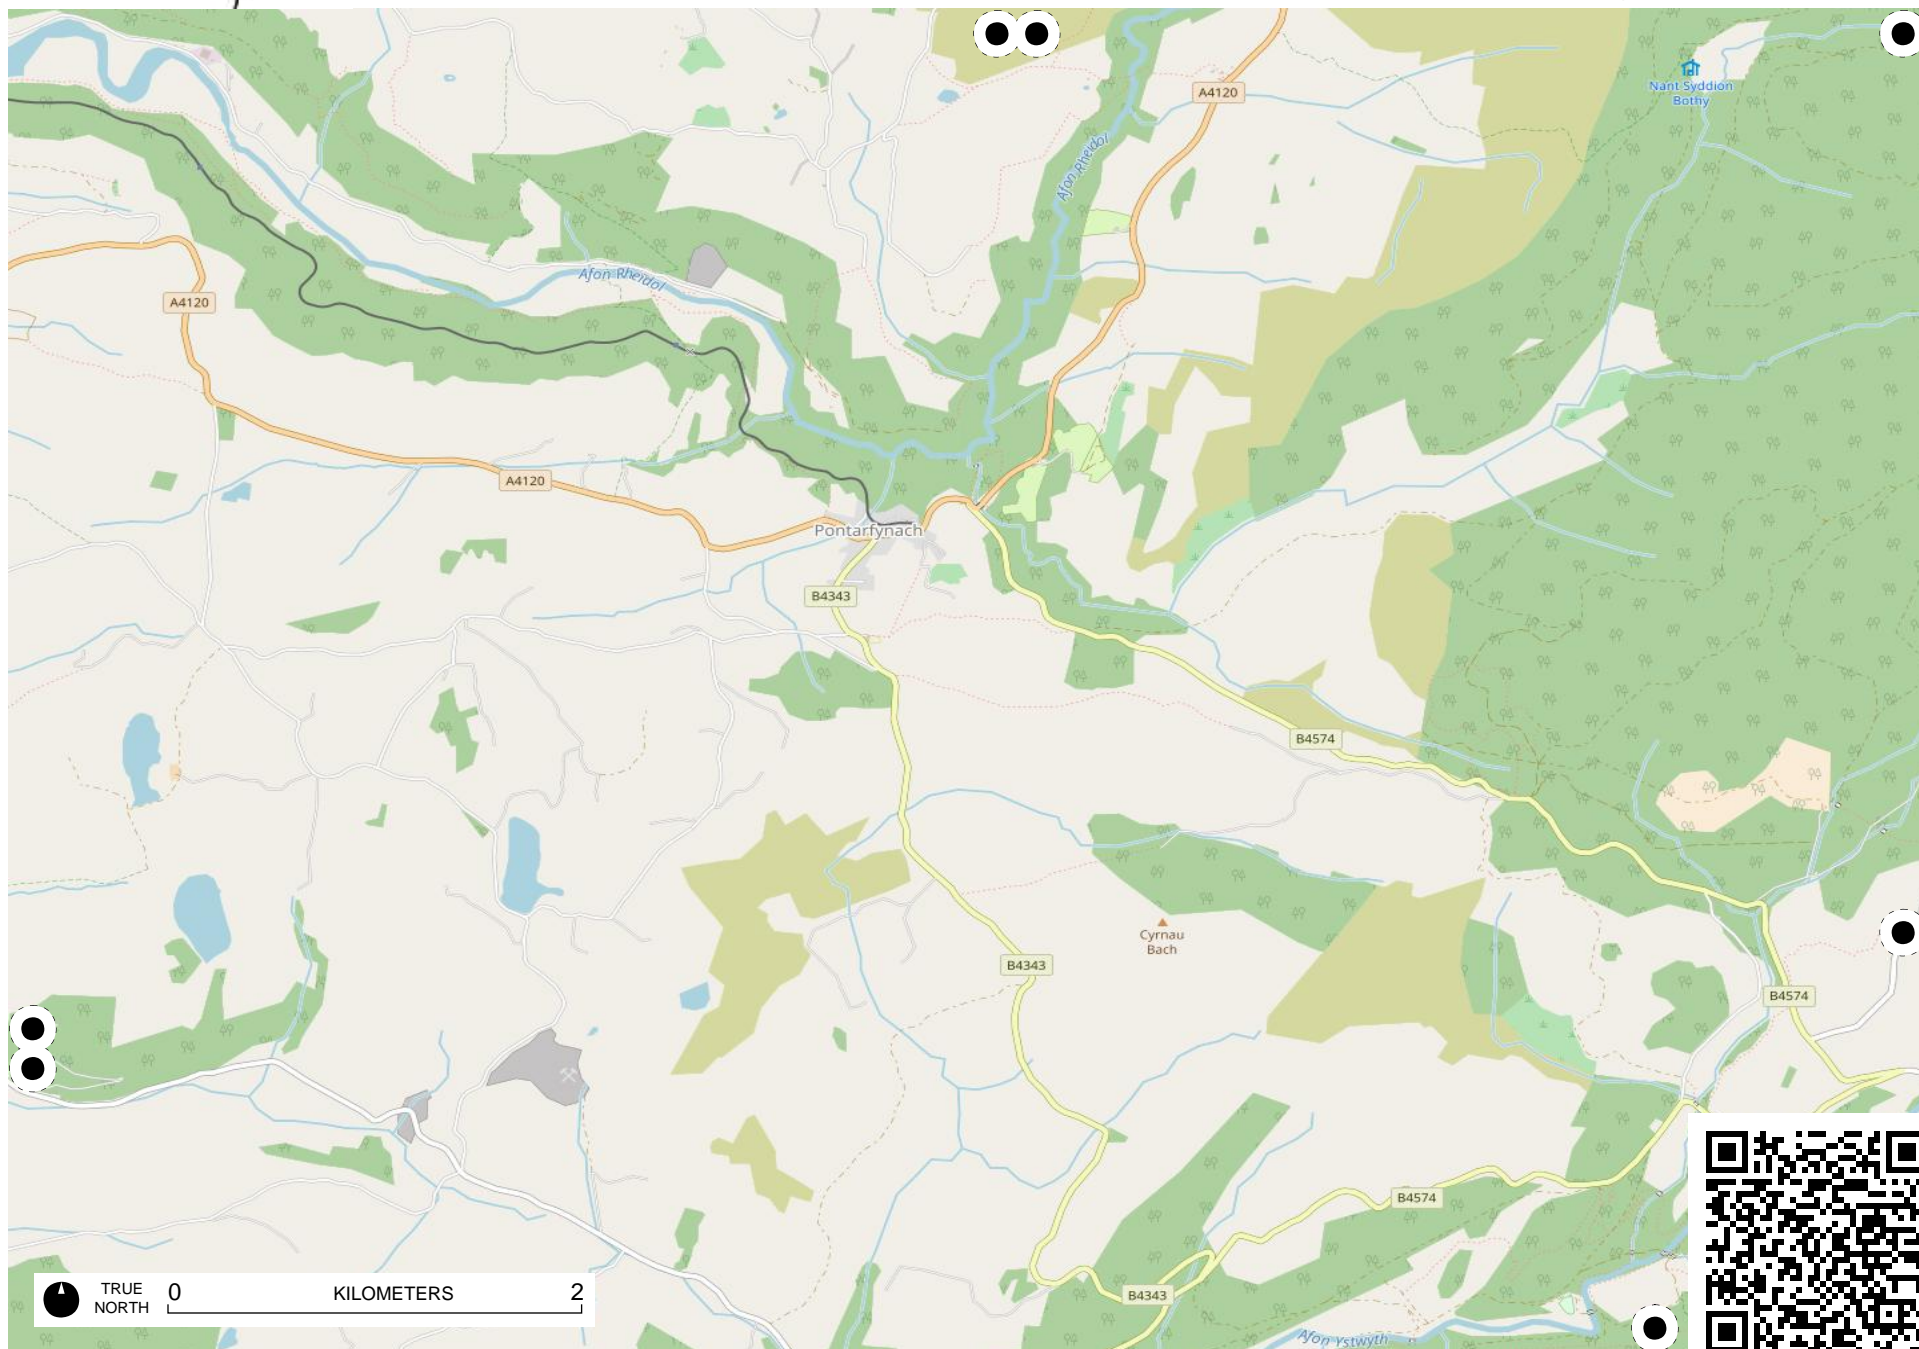 A4120
Nant Syddion
Bothy
Afon Rheidol
Afon Rheidol
A4120
A4120
Pontarfynach
B4343
B4574
Cyrnau
Bach
B4343
B4574
B4574
B4343
Afon Ystwyth
TRUE
NORTH
0 KILOMETERS 2